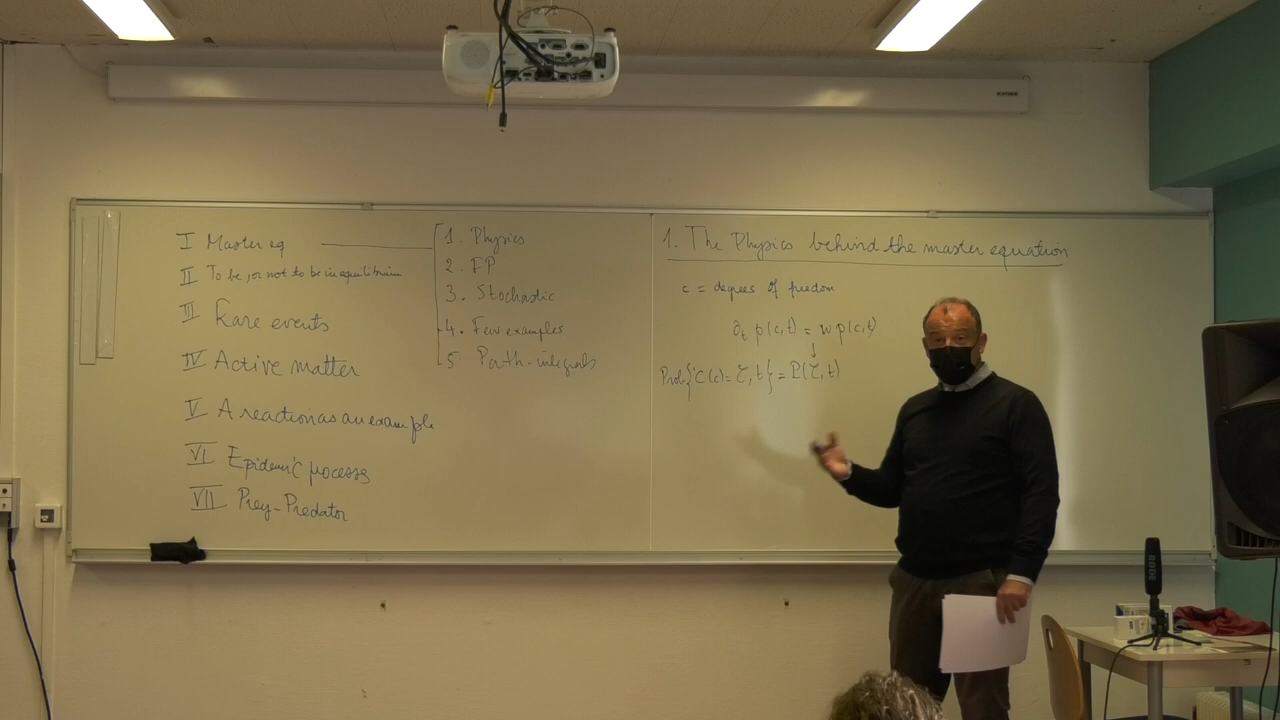 I Master eq
II To be, or not to be in equilibrium
III Rare events
IV Active matter
V A reaction as an example
VI Epidemic processes
VII Prey-Predator
1. Physics
2. FP
3. Stochastic
4. Few examples
5 Path-integrals
1. The Physics behind the master equation
c = degrees of freedom
∂t p(c,t) = w p(c,t)
↓
Prob{C(t)= C,t} = P(C,t)
RODE